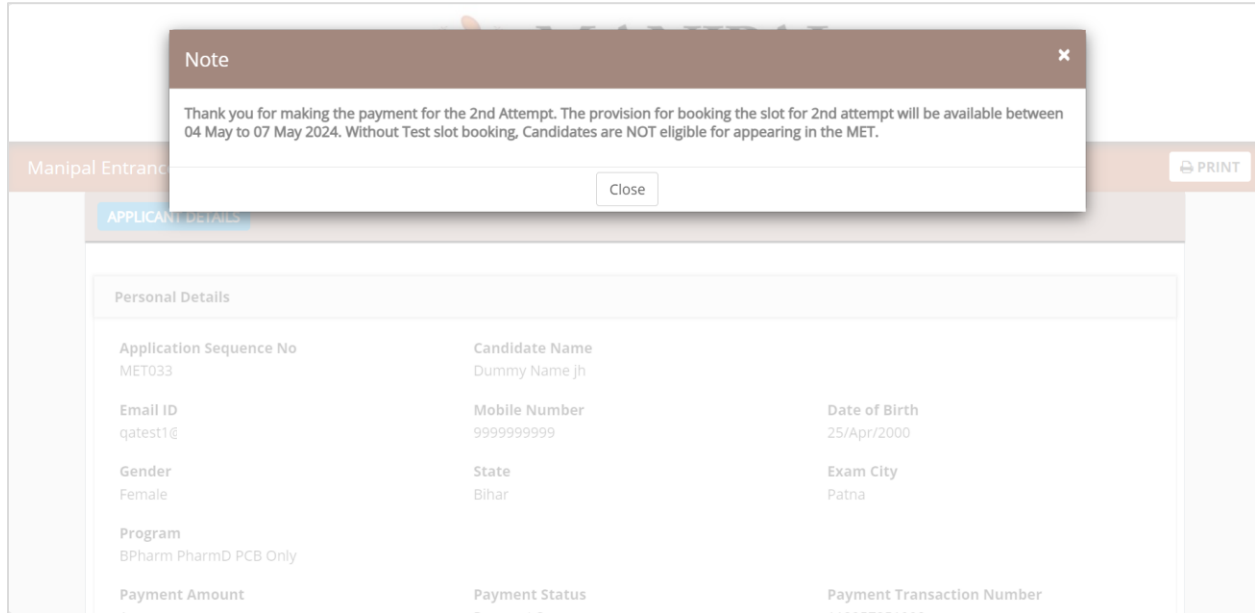 Note ×
Thank you for making the payment for the 2nd Attempt. The provision for booking the slot for 2nd attempt will be available between
04 May to 07 May 2024. Without Test slot booking, Candidates are NOT eligible for appearing in the MET.
Close
Manipal PRINT
APPLICANT DETAILS
Personal Details
Application Sequence No Candidate Name
MET033 Dummy Name jh
Email ID Mobile Number Date of Birth
qatest1@ 9999999999 25/Apr/2000
Gender State Exam City
Female Bihar Patna
Program
BPharm PharmD PCB Only
Payment Amount Payment Status Payment Transaction Number